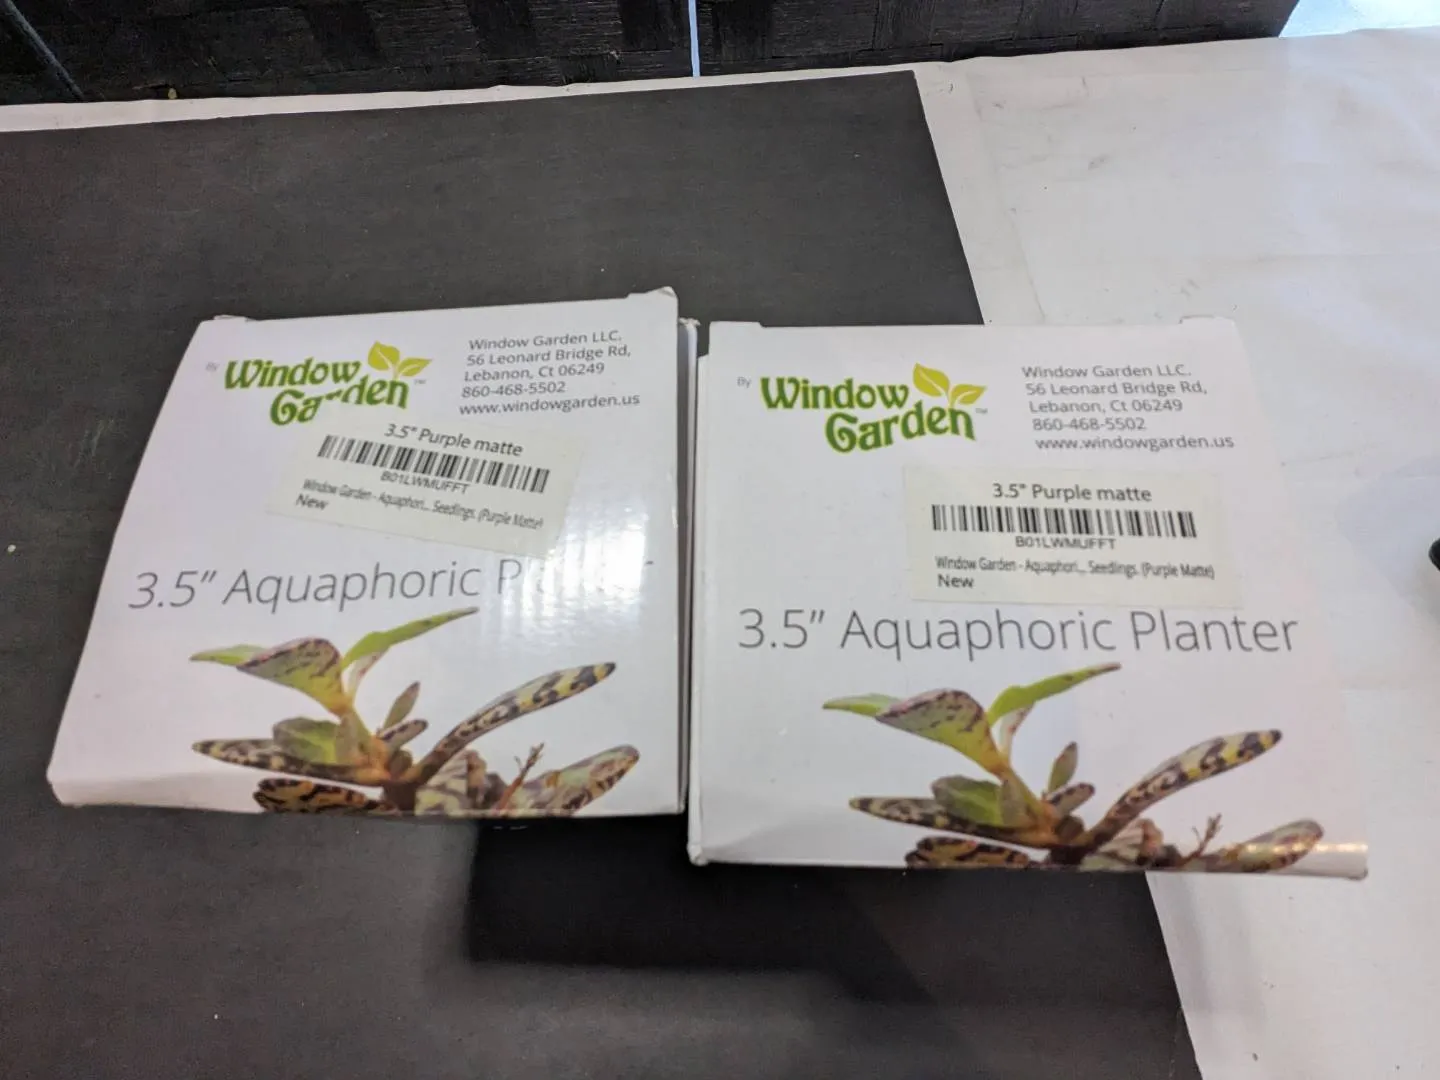 By Window Garden™
Window Garden LLC.
56 Leonard Bridge Rd,
Lebanon, Ct 06249
860-468-5502
www.windowgarden.us
3.5" Purple matte
B01LWMUFFT
Window Garden - Aquaphori... Seedlings. (Purple Matte)
New
3.5" Aquaphoric Planter
By Window Garden™
Window Garden LLC.
56 Leonard Bridge Rd,
Lebanon, Ct 06249
860-468-5502
www.windowgarden.us
3.5" Purple matte
B01LWMUFFT
Window Garden - Aquaphori... Seedlings. (Purple Matte)
New
3.5" Aquaphoric Planter